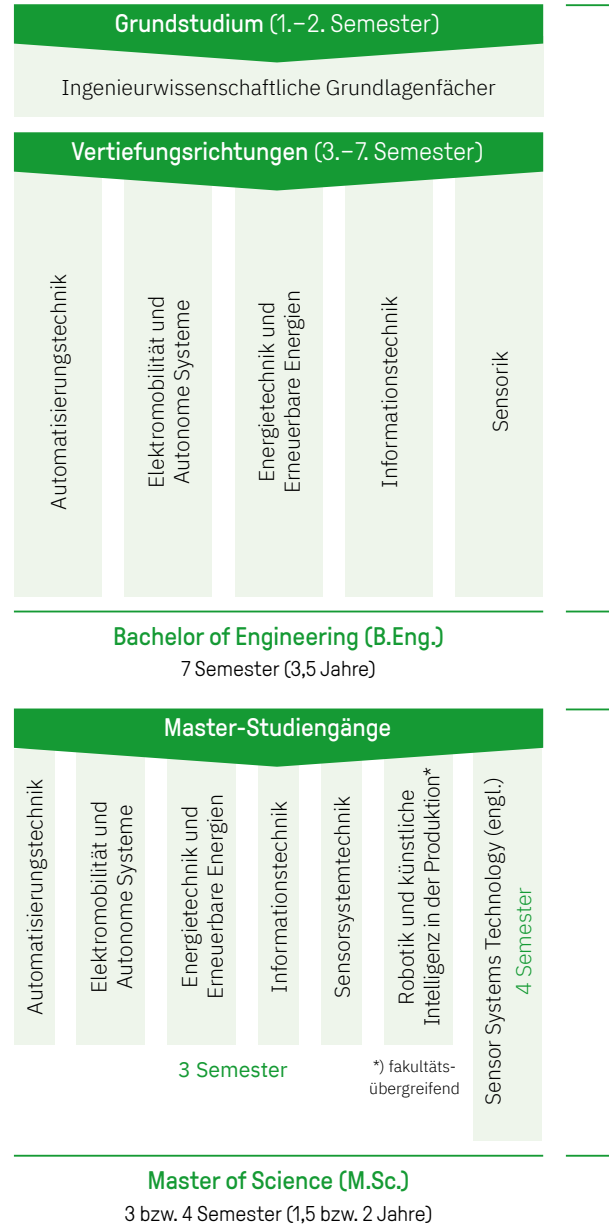 Grundstudium (1.–2. Semester)
Ingenieurwissenschaftliche Grundlagenfächer
Vertiefungsrichtungen (3.–7. Semester)
Automatisierungstechnik
Elektromobilität und
Autonome Systeme
Energietechnik und
Erneuerbare Energien
Informationstechnik
Sensorik
Bachelor of Engineering (B.Eng.)
7 Semester (3,5 Jahre)
Master-Studiengänge
Automatisierungstechnik
Elektromobilität und
Autonome Systeme
Energietechnik und
Erneuerbare Energien
Informationstechnik
Sensorsystemtechnik
Robotik und künstliche
Intelligenz in der Produktion*
Sensor Systems Technology (engl.)
4 Semester
3 Semester
*) fakultäts-
übergreifend
Master of Science (M.Sc.)
3 bzw. 4 Semester (1,5 bzw. 2 Jahre)